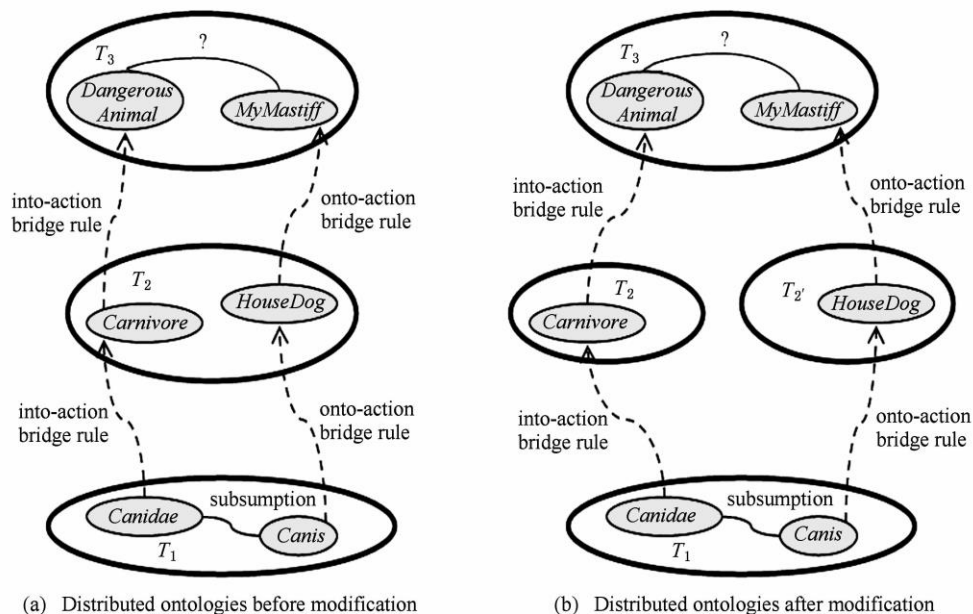 T3
?
Dangerous
Animal
MyMastiff
into-action
bridge rule
onto-action
bridge rule
T2
Carnivore
HouseDog
into-action
bridge rule
onto-action
bridge rule
subsumption
Canidae
Canis
T1
(a) Distributed ontologies before modification
T3
?
Dangerous
Animal
MyMastiff
into-action
bridge rule
onto-action
bridge rule
T2
Carnivore
T2'
HouseDog
into-action
bridge rule
onto-action
bridge rule
subsumption
Canidae
Canis
T1
(b) Distributed ontologies after modification